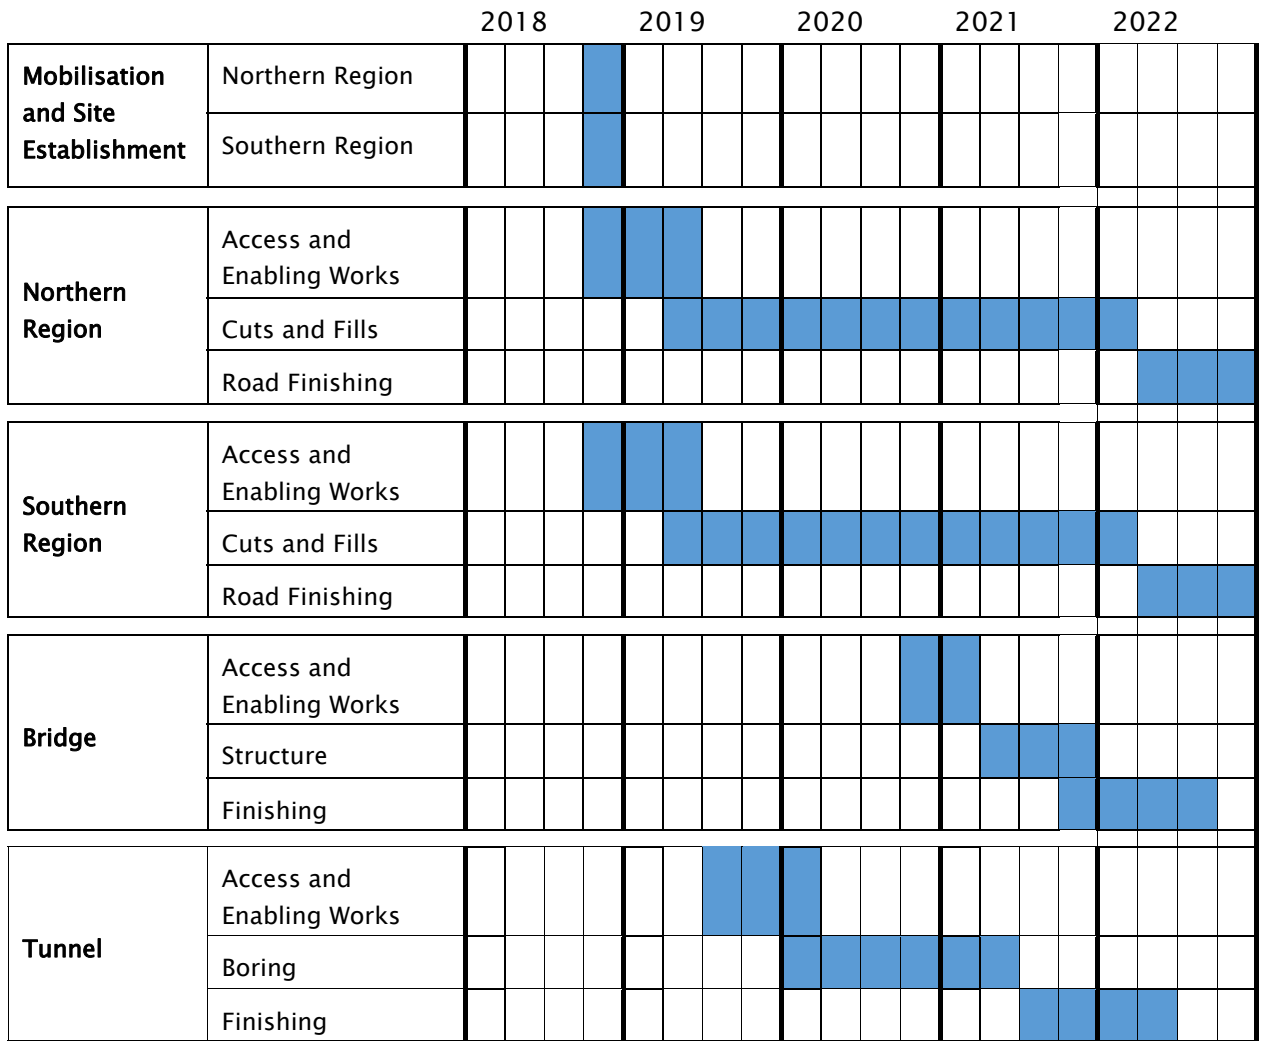 2018 2019 2020 2021 2022
Mobilisation
and Site
Establishment
Northern Region
Southern Region
Northern
Region
Access and
Enabling Works
Cuts and Fills
Road Finishing
Southern
Region
Access and
Enabling Works
Cuts and Fills
Road Finishing
Bridge
Access and
Enabling Works
Structure
Finishing
Tunnel
Access and
Enabling Works
Boring
Finishing